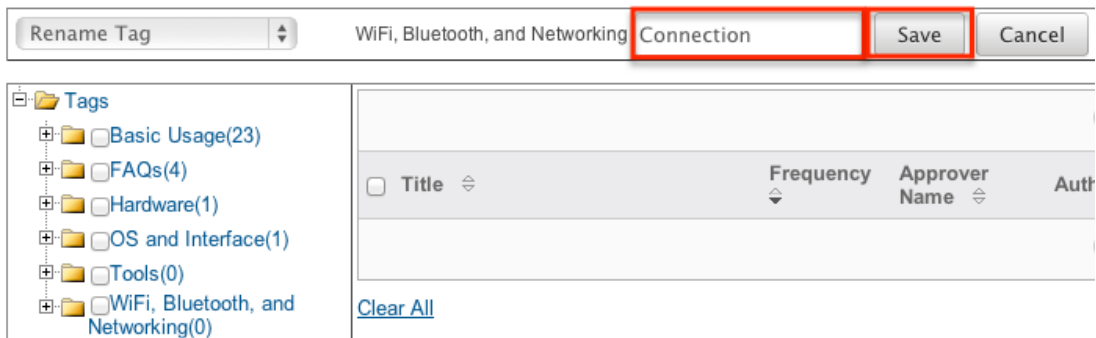 Rename Tag WiFi, Bluetooth, and Networking Connection Save Cancel
Tags
Basic Usage(23)
FAQs(4)
Hardware(1)
OS and Interface(1)
Tools(0)
WiFi, Bluetooth, and
Networking(0)
Title Frequency Approver
Name Auth
Clear All